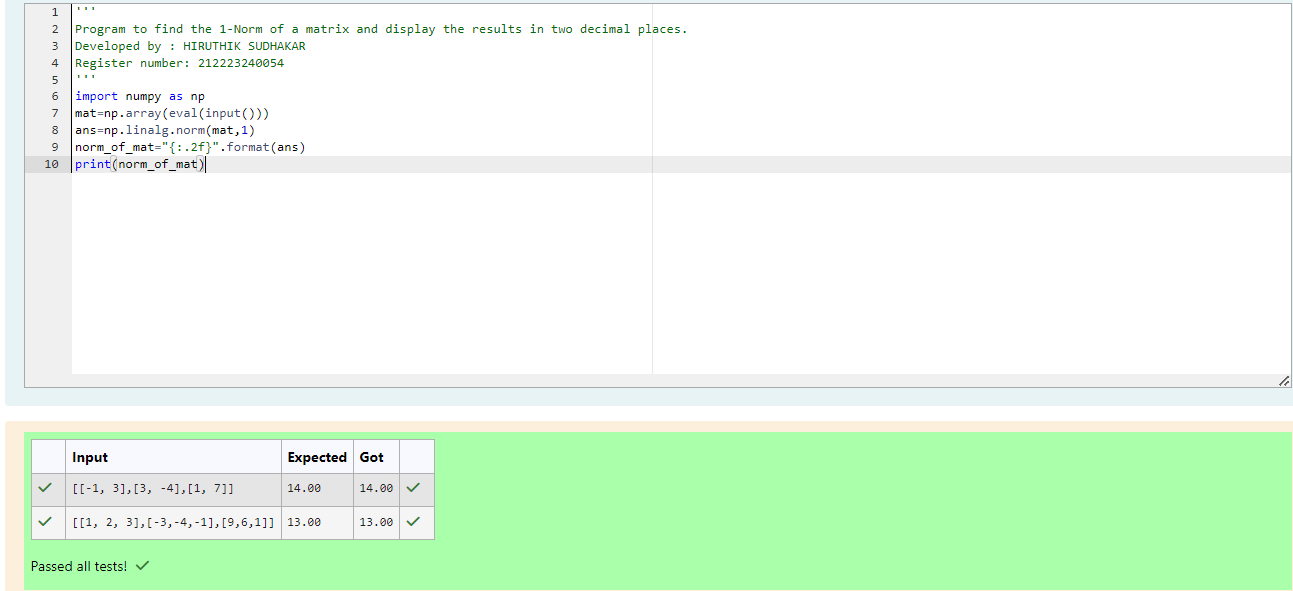 1 '''
2 Program to find the 1-Norm of a matrix and display the results in two decimal places.
3 Developed by : HIRUTHIK SUDHAKAR
4 Register number: 212223240054
5 '''
6 import numpy as np
7 mat=np.array(eval(input()))
8 ans=np.linalg.norm(mat,1)
9 norm_of_mat="{:.2f}".format(ans)
10 print(norm_of_mat)
Input Expected Got
[[-1, 3],[3, -4],[1, 7]] 14.00 14.00
[[1, 2, 3],[-3,-4,-1],[9,6,1]] 13.00 13.00
Passed all tests!